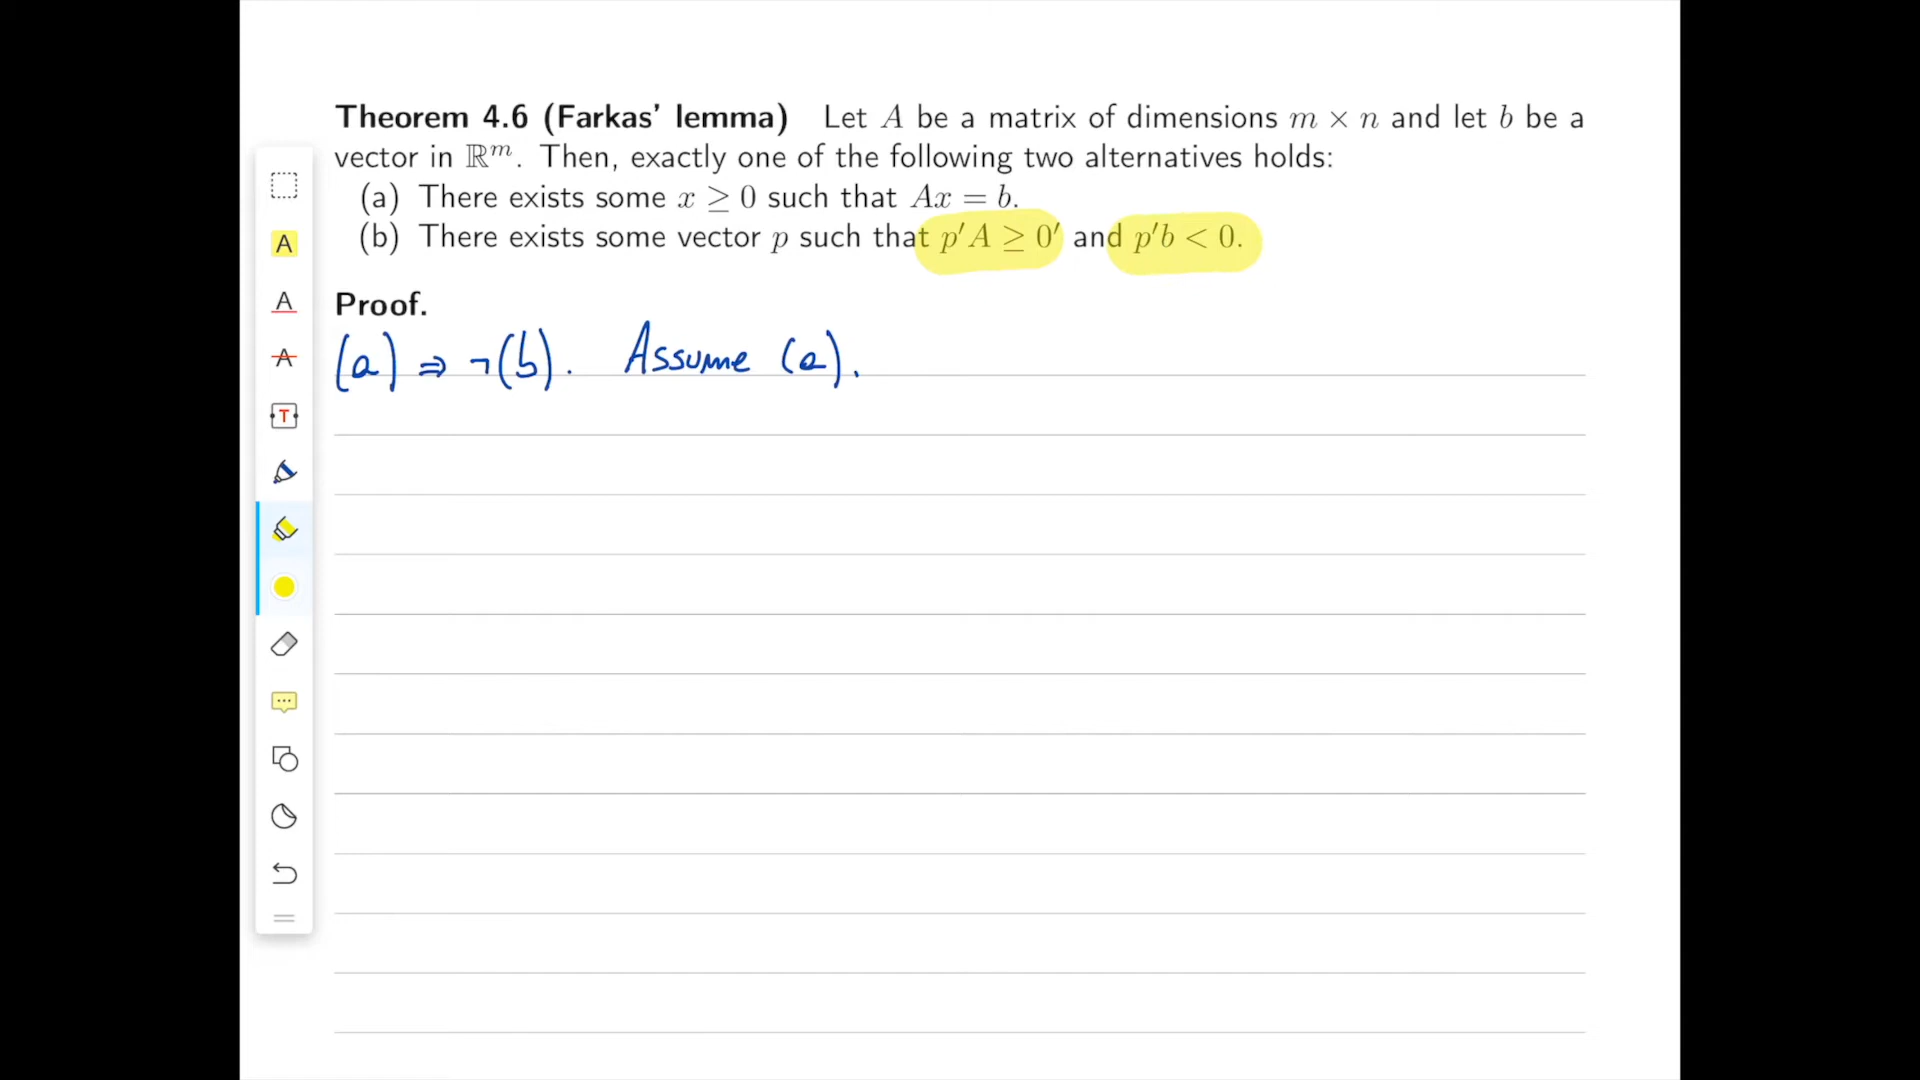 Theorem 4.6 (Farkas' lemma) Let A be a matrix of dimensions m × n and let b be a
vector in ℝᵐ. Then, exactly one of the following two alternatives holds:
(a) There exists some x ≥ 0 such that Ax = b.
(b) There exists some vector p such that p′A ≥ 0′ and p′b < 0.
Proof.
(a) ⇒ ¬(b). Assume (a).
A
A
A
T